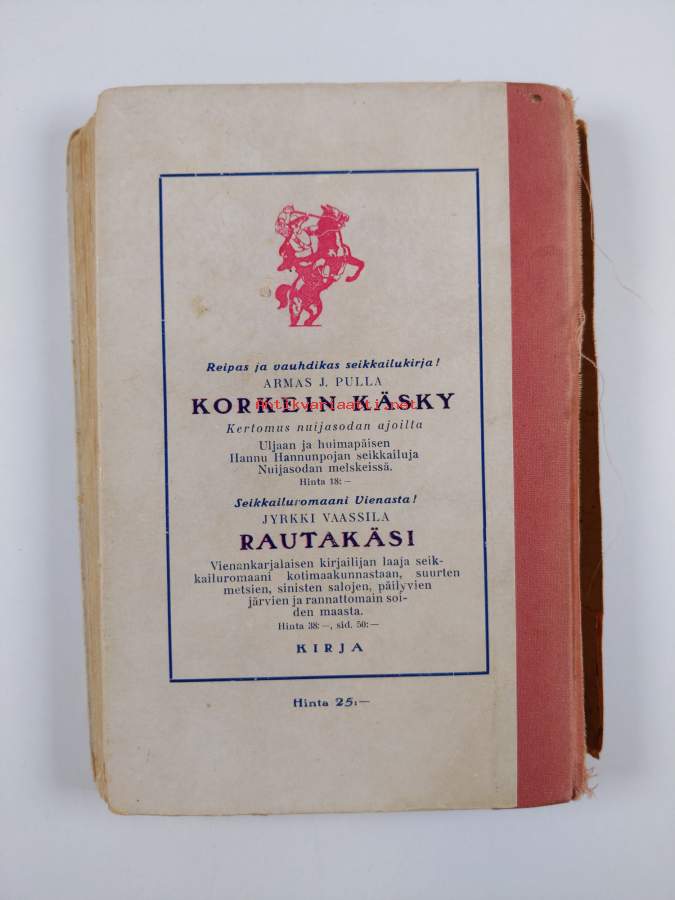 Reipas ja vauhdikas seikkailukirja!
ARMAS J. PULLA
KORKEIN KÄSKY
Antikvariaatti.net
Kertomus nuijasodan ajoilta
Uljaan ja huimapäisen
Hannu Hannunpojan seikkailuja
Nuijasodan melskeissä.
Hinta 18:—
Seikkailuromaani Vienasta!
JYRKKI VAASSILA
RAUTAKÄSI
Vienankarjalaisen kirjailijan laaja seik-
kailuromaani kotimaakunnastaan, suurten
metsien, sinisten salojen, päilyvien
järvien ja rannattomain soi-
den maasta.
Hinta 38:—, sid. 50:—
KIRJA
Hinta 25:—